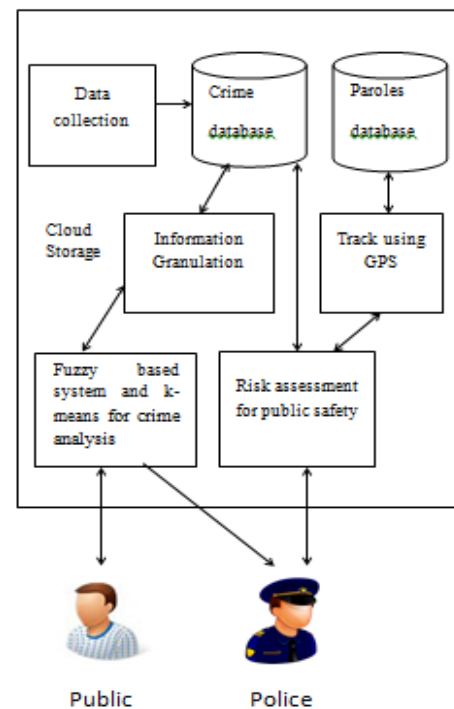 Data
collection
Crime
database
Paroles
database
Cloud
Storage
Information
Granulation
Track using
GPS
Fuzzy based
system and k-
means for crime
analysis
Risk assessment
for public safety
Public
Police